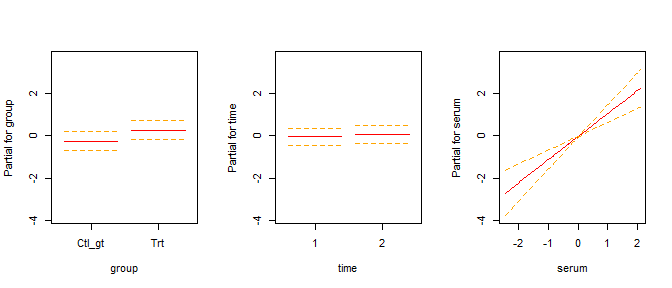 Partial for group
2
0
-2
-4
Ctl_gt Trt
group
Partial for time
2
0
-2
-4
1 2
time
Partial for serum
2
0
-2
-4
-2 -1 0 1 2
serum